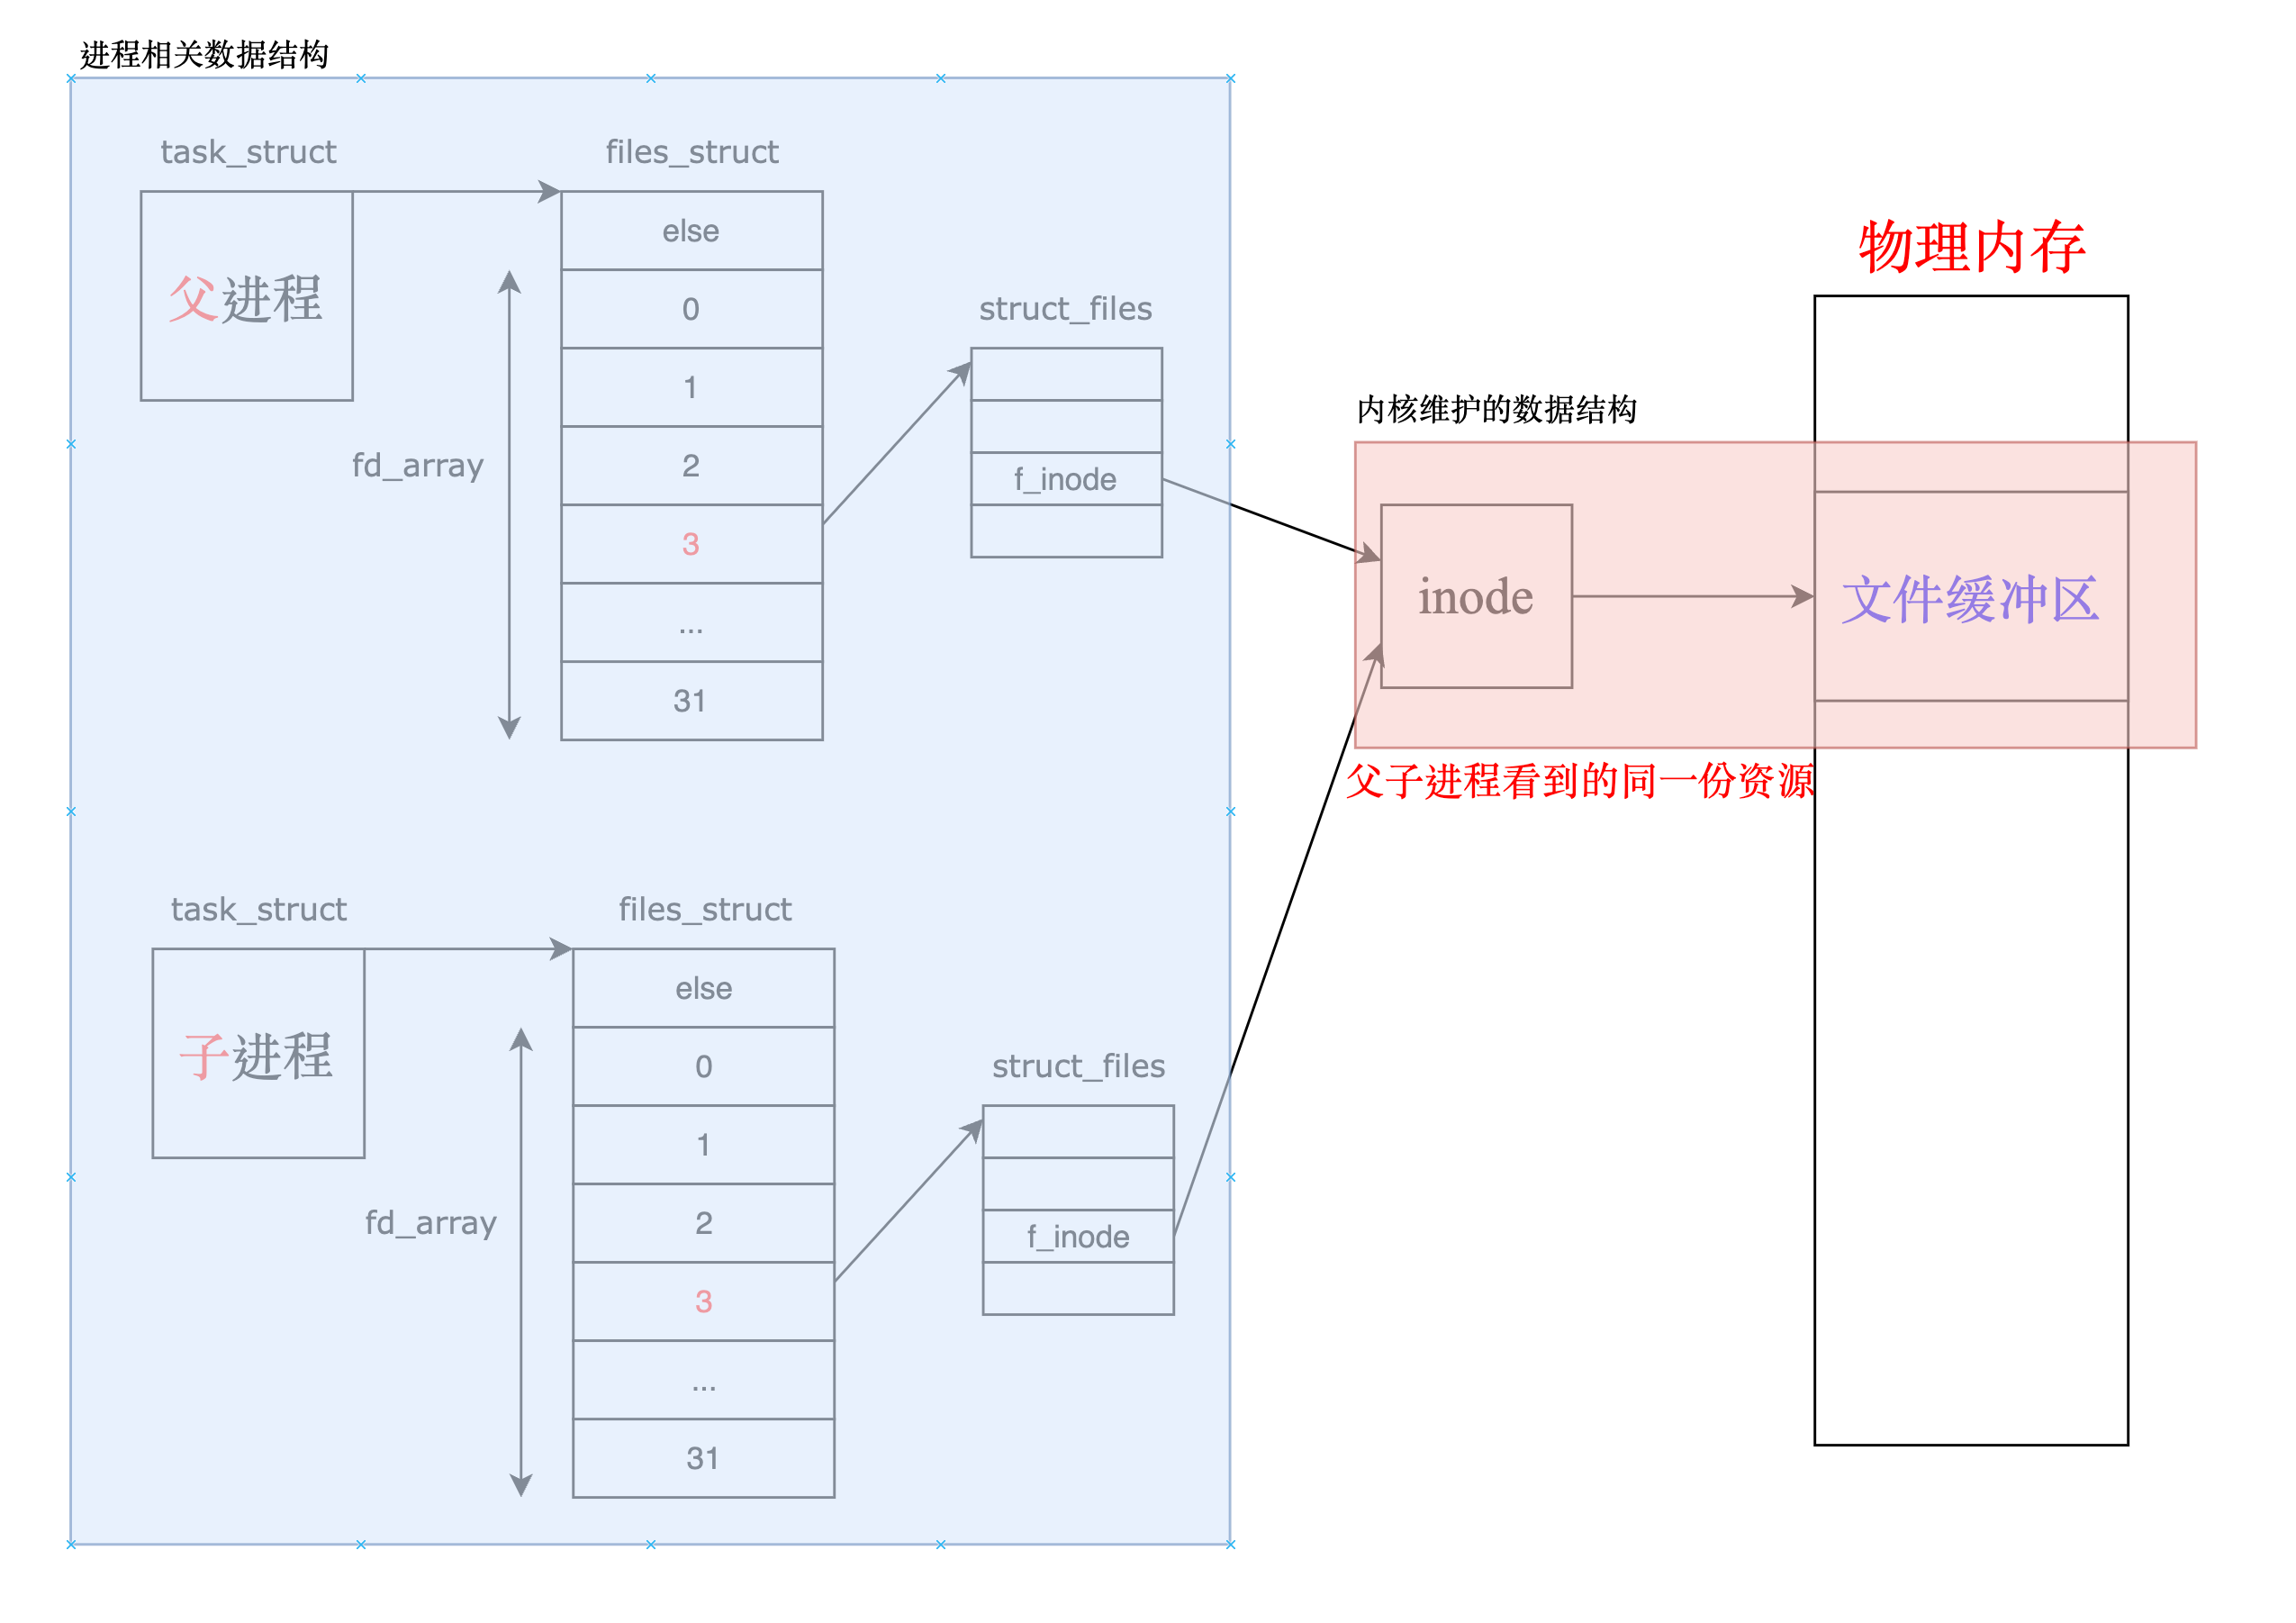 进程相关数据结构
task_struct
files_struct
父进程
else
0
1
2
3
...
31
fd_array
struct_files
f_inode
task_struct
files_struct
子进程
else
0
1
2
3
...
31
fd_array
struct_files
f_inode
内核维护的数据结构
inode
父子进程看到的同一份资源
物理内存
文件缓冲区